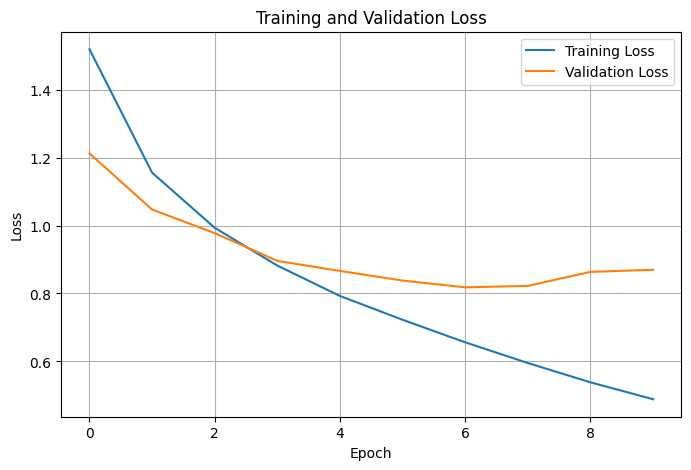 Training and Validation Loss
Training Loss
Validation Loss
1.4
1.2
1.0
0.8
0.6
Loss
0
2
4
6
8
Epoch